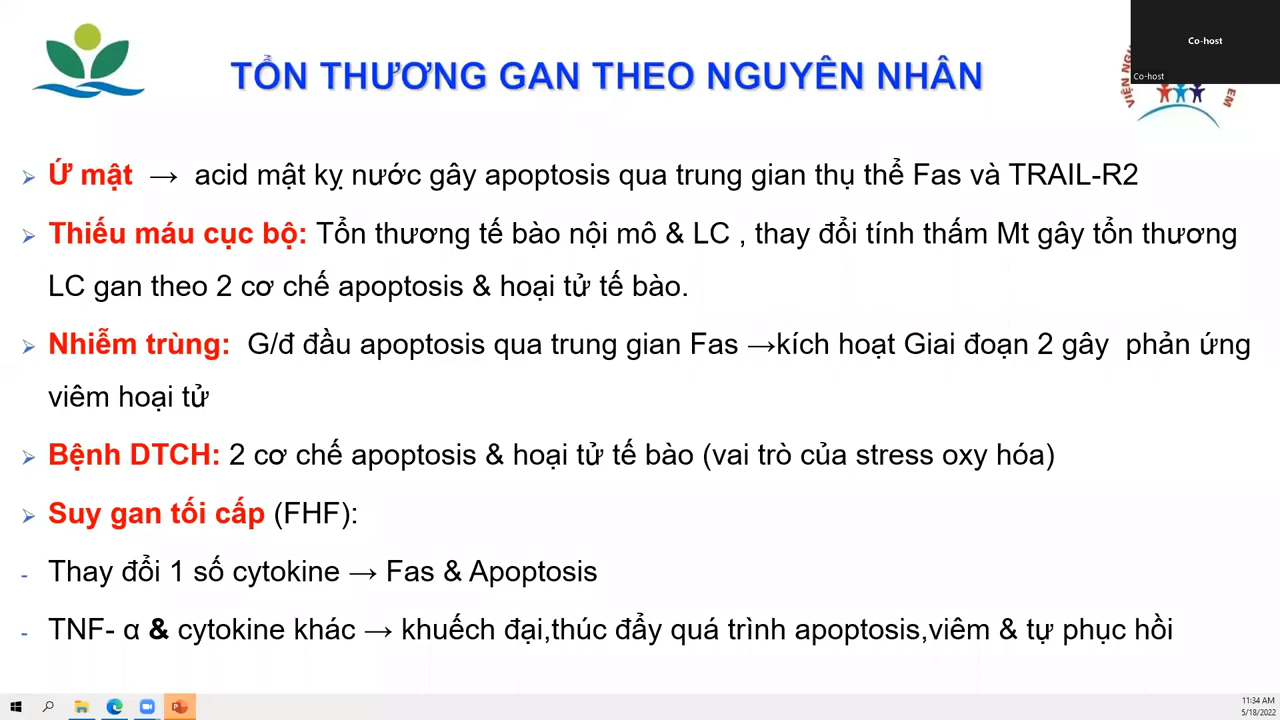 Co-host
Co-host
TỔN THƯƠNG GAN THEO NGUYÊN NHÂN
VIỆN NG
EM
➢ Ứ mật → acid mật kỵ nước gây apoptosis qua trung gian thụ thể Fas và TRAIL-R2
➢ Thiếu máu cục bộ: Tổn thương tế bào nội mô & LC , thay đổi tính thấm Mt gây tổn thương
LC gan theo 2 cơ chế apoptosis & hoại tử tế bào.
➢ Nhiễm trùng: G/đ đầu apoptosis qua trung gian Fas →kích hoạt Giai đoạn 2 gây phản ứng
viêm hoại tử
➢ Bệnh DTCH: 2 cơ chế apoptosis & hoại tử tế bào (vai trò của stress oxy hóa)
➢ Suy gan tối cấp (FHF):
- Thay đổi 1 số cytokine → Fas & Apoptosis
- TNF- α & cytokine khác → khuếch đại,thúc đẩy quá trình apoptosis,viêm & tự phục hồi
11:34 AM
5/18/2022